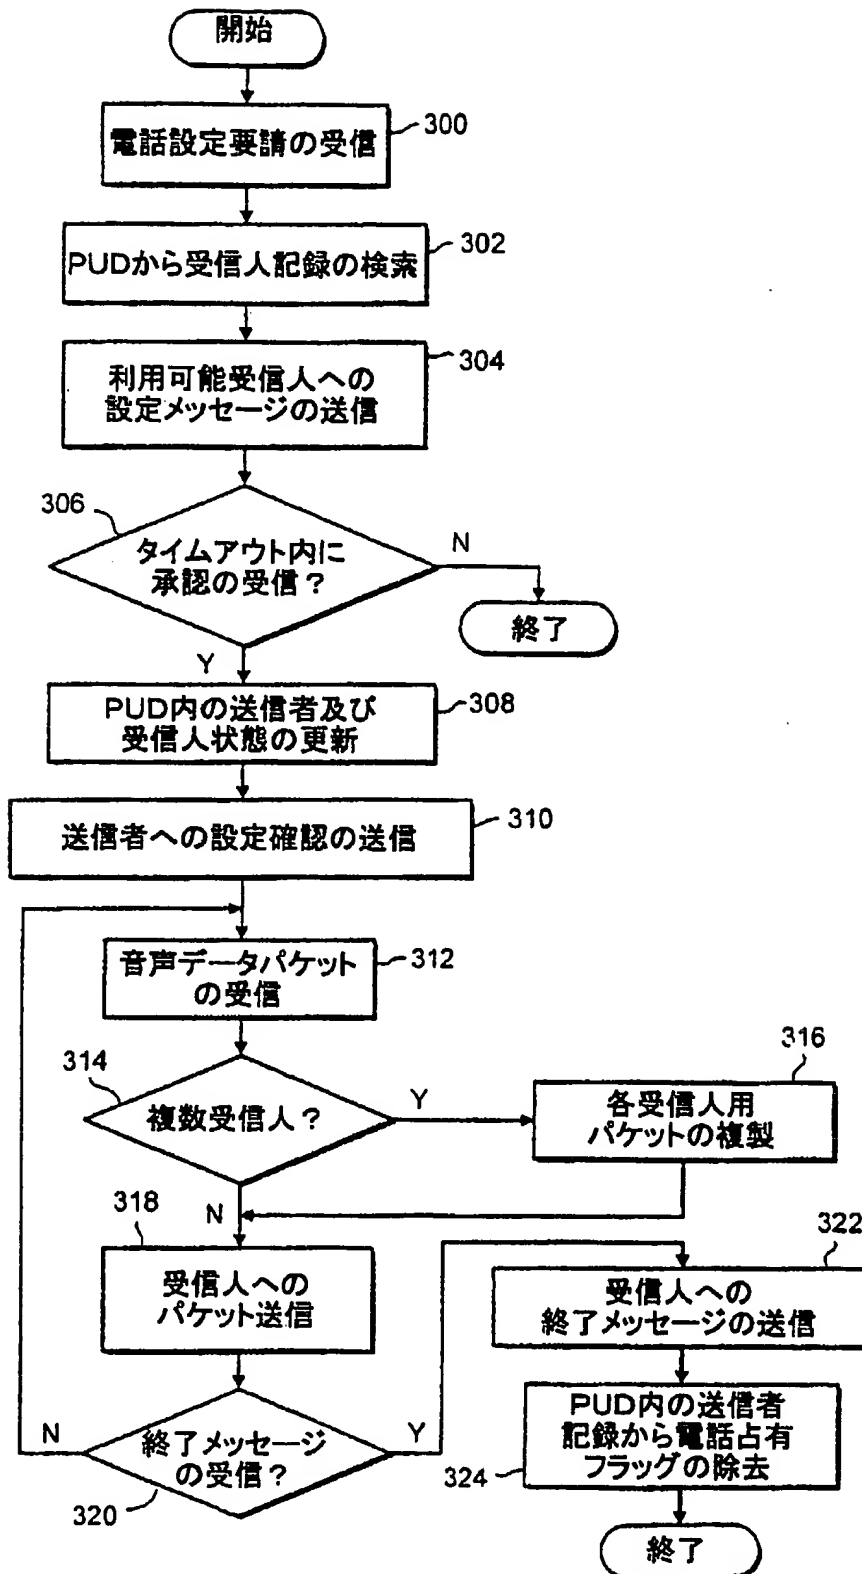 開始
電話設定要請の受信
300
PUDから受信人記録の検索
302
利用可能受信人への
設定メッセージの送信
304
306
タイムアウト内に
承認の受信？
N
終了
Y
PUD内の送信者及び
受信人状態の更新
308
送信者への設定確認の送信
310
音声データパケット
の受信
312
314
複数受信人？
Y
316
各受信人用
パケットの複製
N
318
受信人への
パケット送信
322
受信人への
終了メッセージの送信
N
終了メッセージ
の受信？
Y
320
PUD内の送信者
記録から電話占有
フラッグの除去
324
終了